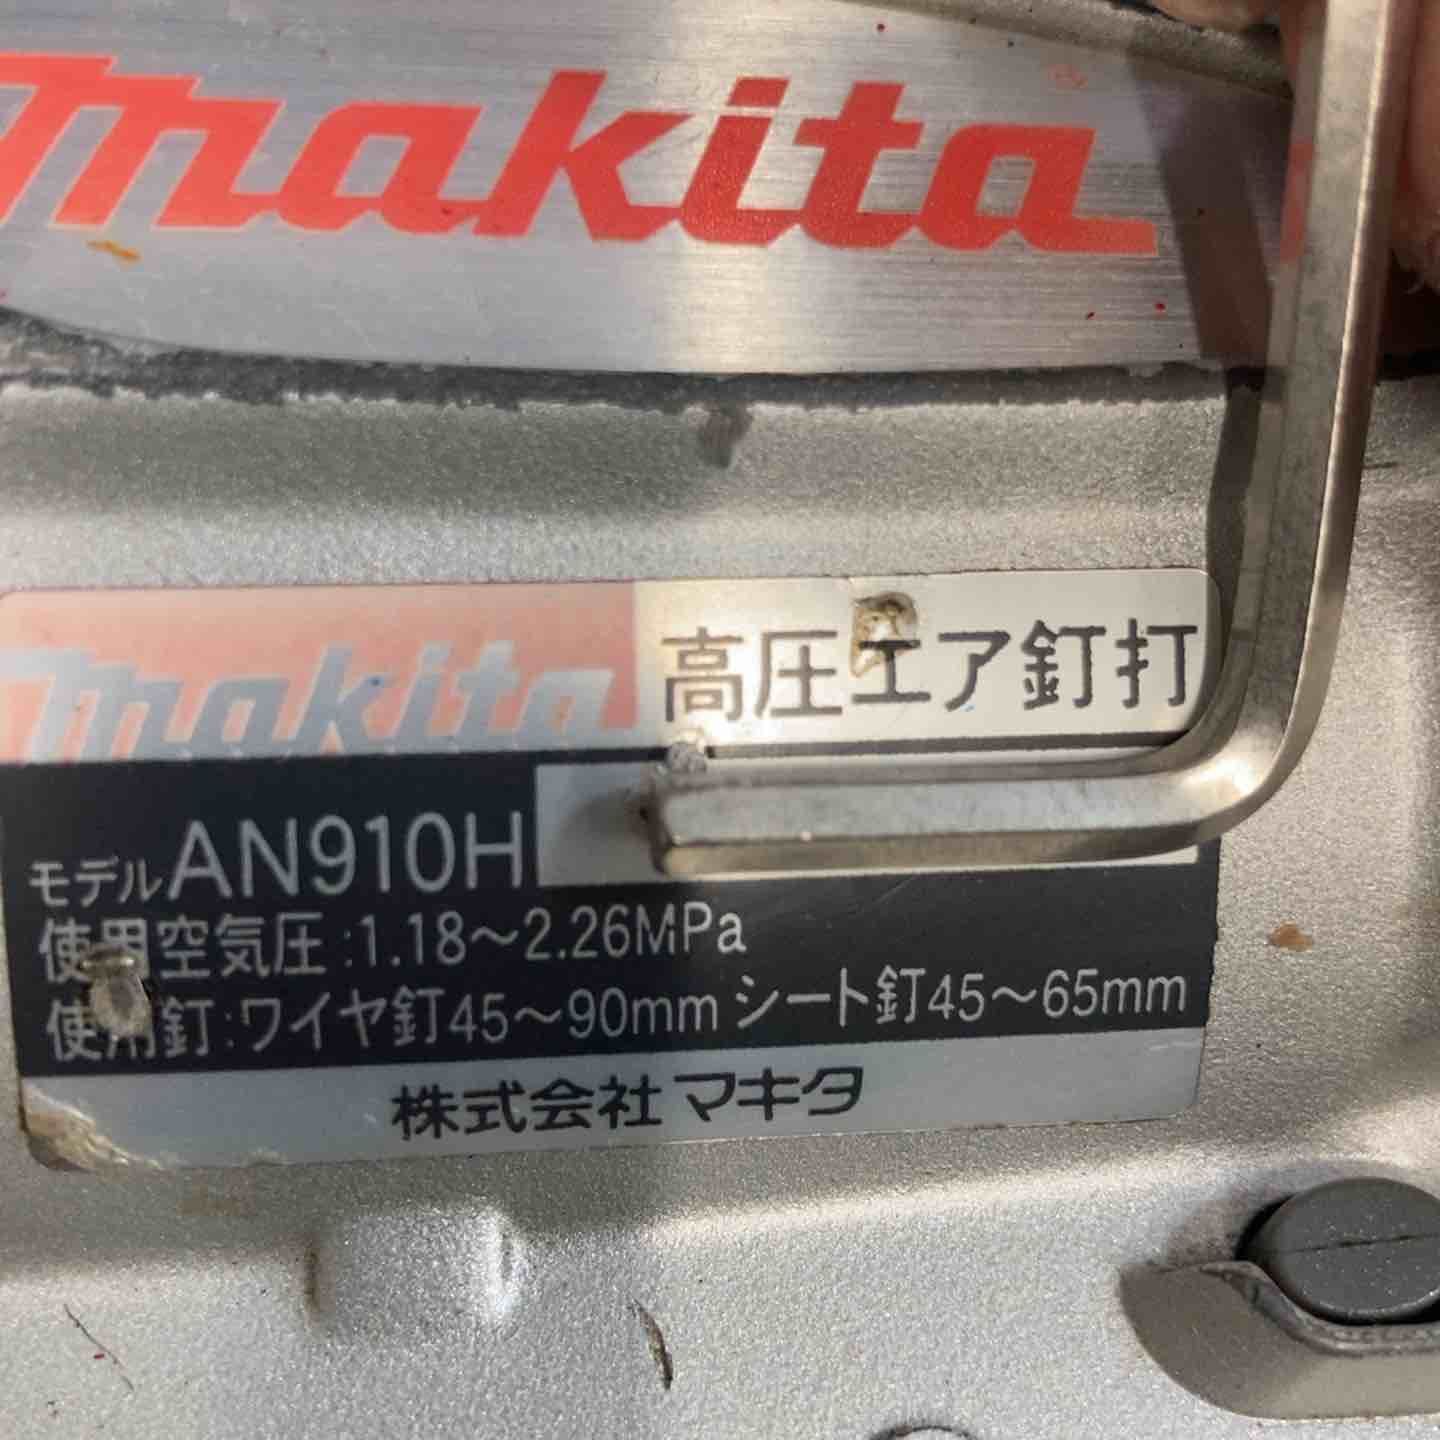 makita
makita 高圧エア釘打
モデル AN910H
使用空気圧:1.18~2.26MPa
使用釘:ワイヤ釘45~90mm シート釘45~65mm
株式会社マキタ